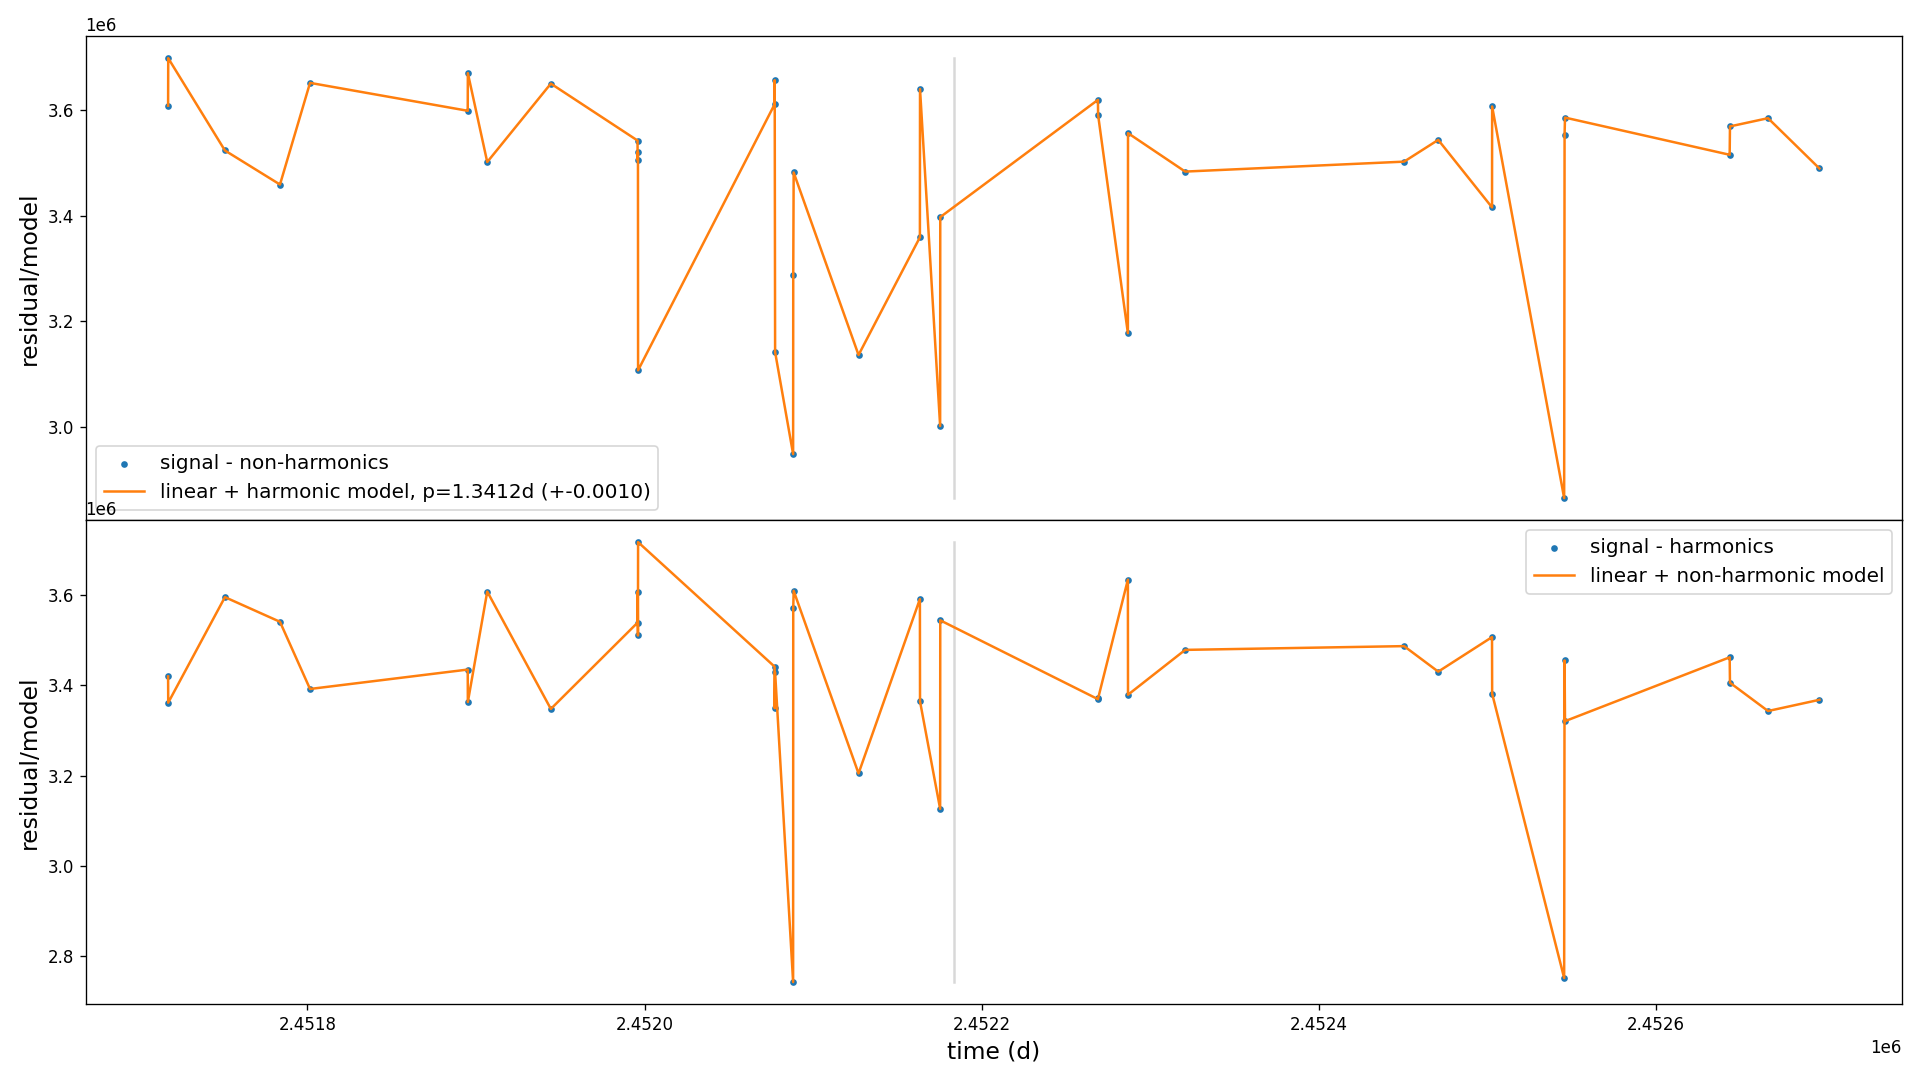 1e6
3.6
3.4
3.2
3.0
residual/model
signal - non-harmonics
linear + harmonic model, p=1.3412d (+-0.0010)
1e6
3.6
3.4
3.2
3.0
2.8
residual/model
signal - harmonics
linear + non-harmonic model
2.4518
2.4520
2.4522
2.4524
2.4526
1e6
time (d)